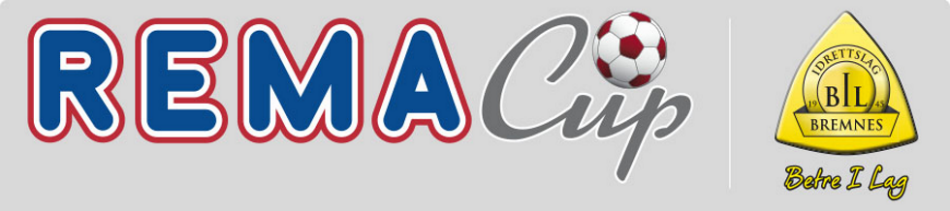 REMA Cup
IDRETTSLAG
19 BIL 45
BREMNES
Betre I Lag